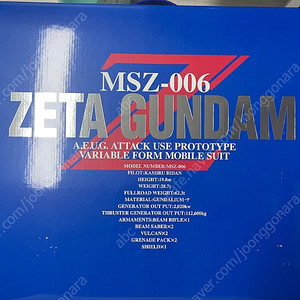 MSZ-006
ZETA GUNDAM
A.E.U.G. ATTACK USE PROTOTYPE
VARIABLE FORM MOBILE SUIT
MODEL NUMBER:MSZ-006
PILOT:KAMIRU BIDAN
HEIGHT:19.8m
WEIGHT:28.7t
FULLROAD WEIGHT:62.3t
MATERIAL:GUNDALIUM-γ
GENERATOR OUT PUT:2,020kw
THRUSTER GENERATOR OUT PUT:112,600kg
ARMAMENTS:BEAM RIFLE×1
BEAM SABER×2
VULCAN×2
GRENADE PACK×2
SHIELD×1